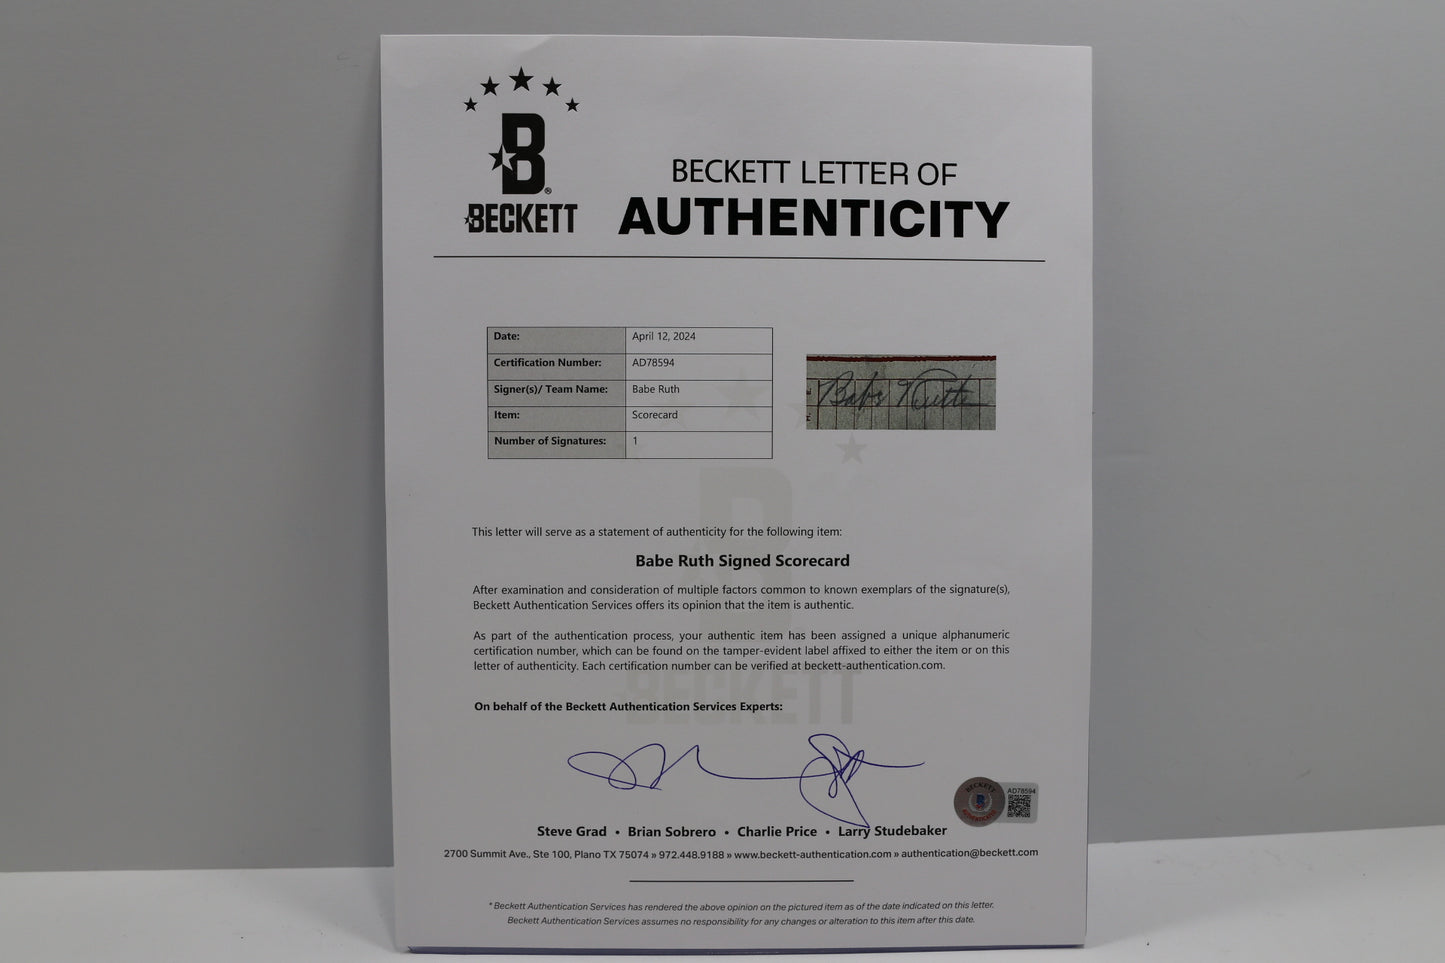 B
®
BECKETT
BECKETT LETTER OF
AUTHENTICITY
Date: April 12, 2024
Certification Number: AD78594
Signer(s)/ Team Name: Babe Ruth
Item: Scorecard
Number of Signatures: 1
Babe Ruth
This letter will serve as a statement of authenticity for the following item:
Babe Ruth Signed Scorecard
After examination and consideration of multiple factors common to known exemplars of the signature(s),
Beckett Authentication Services offers its opinion that the item is authentic.
As part of the authentication process, your authentic item has been assigned a unique alphanumeric
certification number, which can be found on the tamper-evident label affixed to either the item or on this
letter of authenticity. Each certification number can be verified at beckett-authentication.com.
BECKETT
On behalf of the Beckett Authentication Services Experts:
BECKETT
AD78594
AUTHENTICATED
Steve Grad • Brian Sobrero • Charlie Price • Larry Studebaker
2700 Summit Ave., Ste 100, Plano TX 75074 » 972.448.9188 » www.beckett-authentication.com » authentication@beckett.com
* Beckett Authentication Services has rendered the above opinion on the pictured item as of the date indicated on this letter.
Beckett Authentication Services assumes no responsibility for any changes or alteration to this item after this date.